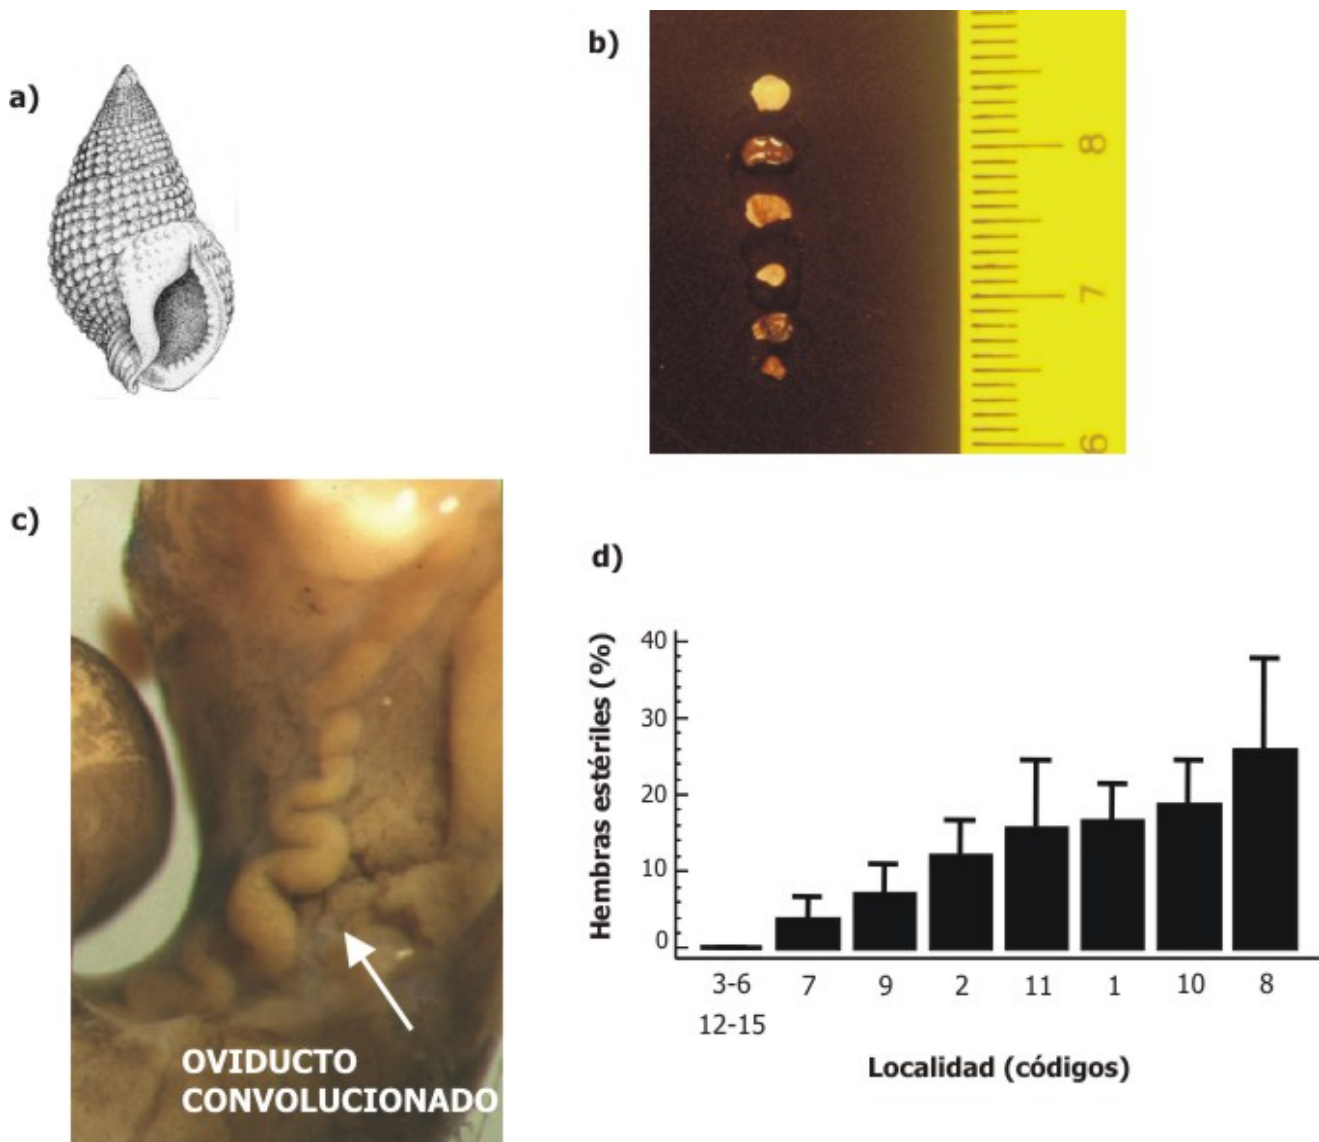 a)
b)
8
7
6
c)
OVIDUCTO
CONVOLUCIONADO
d)
Hembras estériles (%)
40
30
20
10
0
3-6 7 9 2 11 1 10 8
12-15
Localidad (códigos)